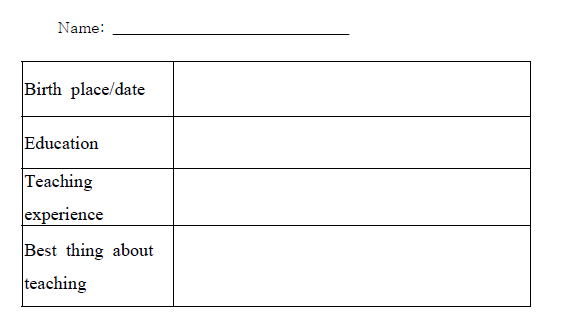 Name:
Birth place/date
Education
Teaching
experience
Best thing about
teaching